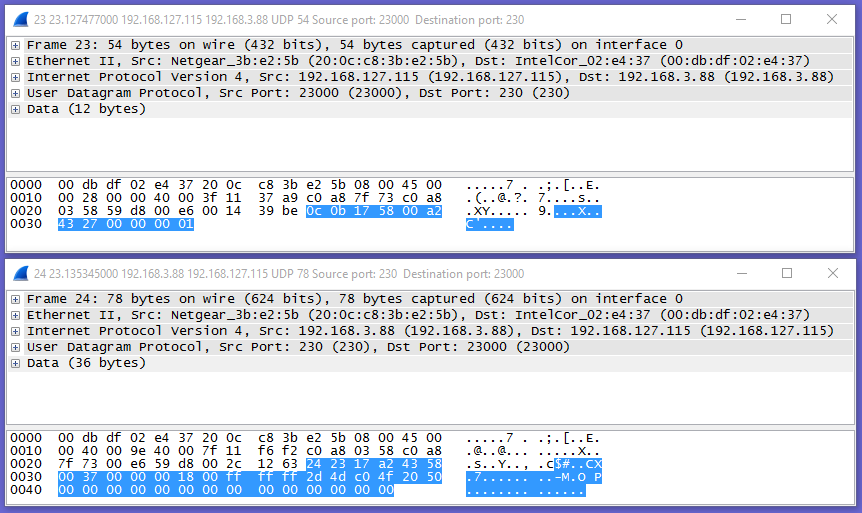 23 23.127477000 192.168.127.115 192.168.3.88 UDP 54 Source port: 23000  Destination port: 230
Frame 23: 54 bytes on wire (432 bits), 54 bytes captured (432 bits) on interface 0
Ethernet II, Src: Netgear_3b:e2:5b (20:0c:c8:3b:e2:5b), Dst: IntelCor_02:e4:37 (00:db:df:02:e4:37)
Internet Protocol Version 4, Src: 192.168.127.115 (192.168.127.115), Dst: 192.168.3.88 (192.168.3.88)
User Datagram Protocol, Src Port: 23000 (23000), Dst Port: 230 (230)
Data (12 bytes)
0000  00 db df 02 e4 37 20 0c  c8 3b e2 5b 08 00 45 00   .....7 . .;.[..E.
0010  00 28 00 00 40 00 3f 11  37 a9 c0 a8 7f 73 c0 a8   .(..@.?. 7....s..
0020  03 58 59 d8 00 e6 00 14  39 be 0c 0b 17 58 00 a2   .XY..... 9....X..
0030  43 27 00 00 00 01   C'....
24 23.135345000 192.168.3.88 192.168.127.115 UDP 78 Source port: 230  Destination port: 23000
Frame 24: 78 bytes on wire (624 bits), 78 bytes captured (624 bits) on interface 0
Ethernet II, Src: Netgear_3b:e2:5b (20:0c:c8:3b:e2:5b), Dst: IntelCor_02:e4:37 (00:db:df:02:e4:37)
Internet Protocol Version 4, Src: 192.168.3.88 (192.168.3.88), Dst: 192.168.127.115 (192.168.127.115)
User Datagram Protocol, Src Port: 230 (230), Dst Port: 23000 (23000)
Data (36 bytes)
0000  00 db df 02 e4 37 20 0c  c8 3b e2 5b 08 00 45 00   .....7 . .;.[..E.
0010  00 40 00 9e 40 00 7f 11  f6 f2 c0 a8 03 58 c0 a8   .@..@... .....X..
0020  7f 73 00 e6 59 d8 00 2c  12 63 24 23 17 a2 43 58   .s..Y.., .c$#..CX
0030  00 37 00 00 00 18 00 ff  ff ff 2d 4d c0 4f 20 50   .7...... ..-M.O P
0040  00 00 00 00 00 00 00 00  00 00 00 00 00 00   ........ ......